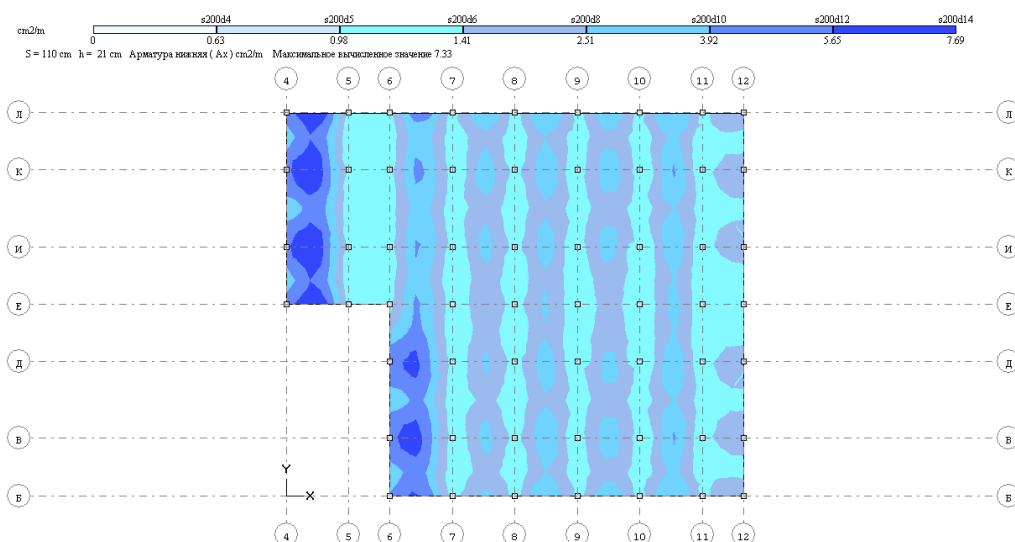 s200d4 s200d5 s200d6 s200d8 s200d10 s200d12 s200d14
cm2/m
0 0.63 0.98 1.41 2.51 3.92 5.65 7.69
S = 110 cm h = 21 cm Арматура нижняя ( Ax ) cm2/m Максимальное вычисленное значение 7.33
4 5 6 7 8 9 10 11 12
Л Л
К К
И И
Е Е
Д Д
В В
Y
X
Б Б
4 5 6 7 8 9 10 11 12